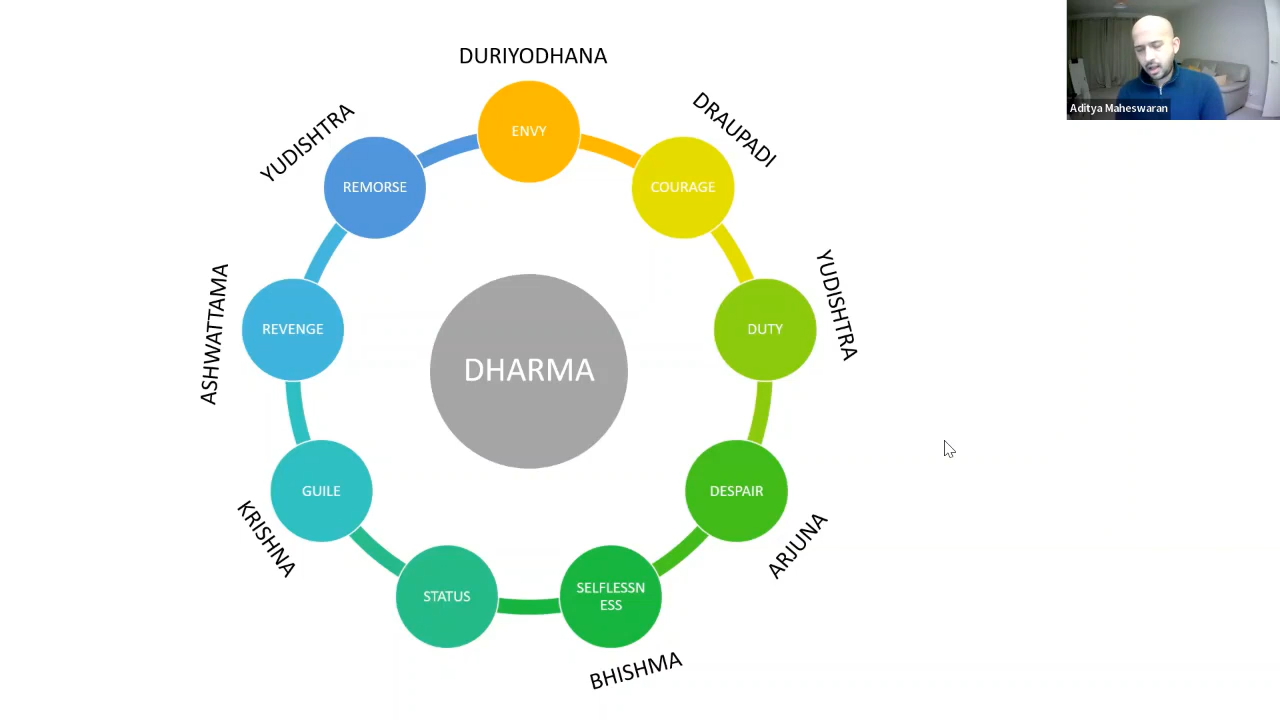 DURIYODHANA
ENVY
DRAUPADI
COURAGE
YUDISHTRA
DUTY
DESPAIR
ARJUNA
SELFLESSN
ESS
BHISHMA
STATUS
GUILE
KRISHNA
REVENGE
ASHWATTAMA
REMORSE
YUDISHTRA
DHARMA
Aditya Maheswaran